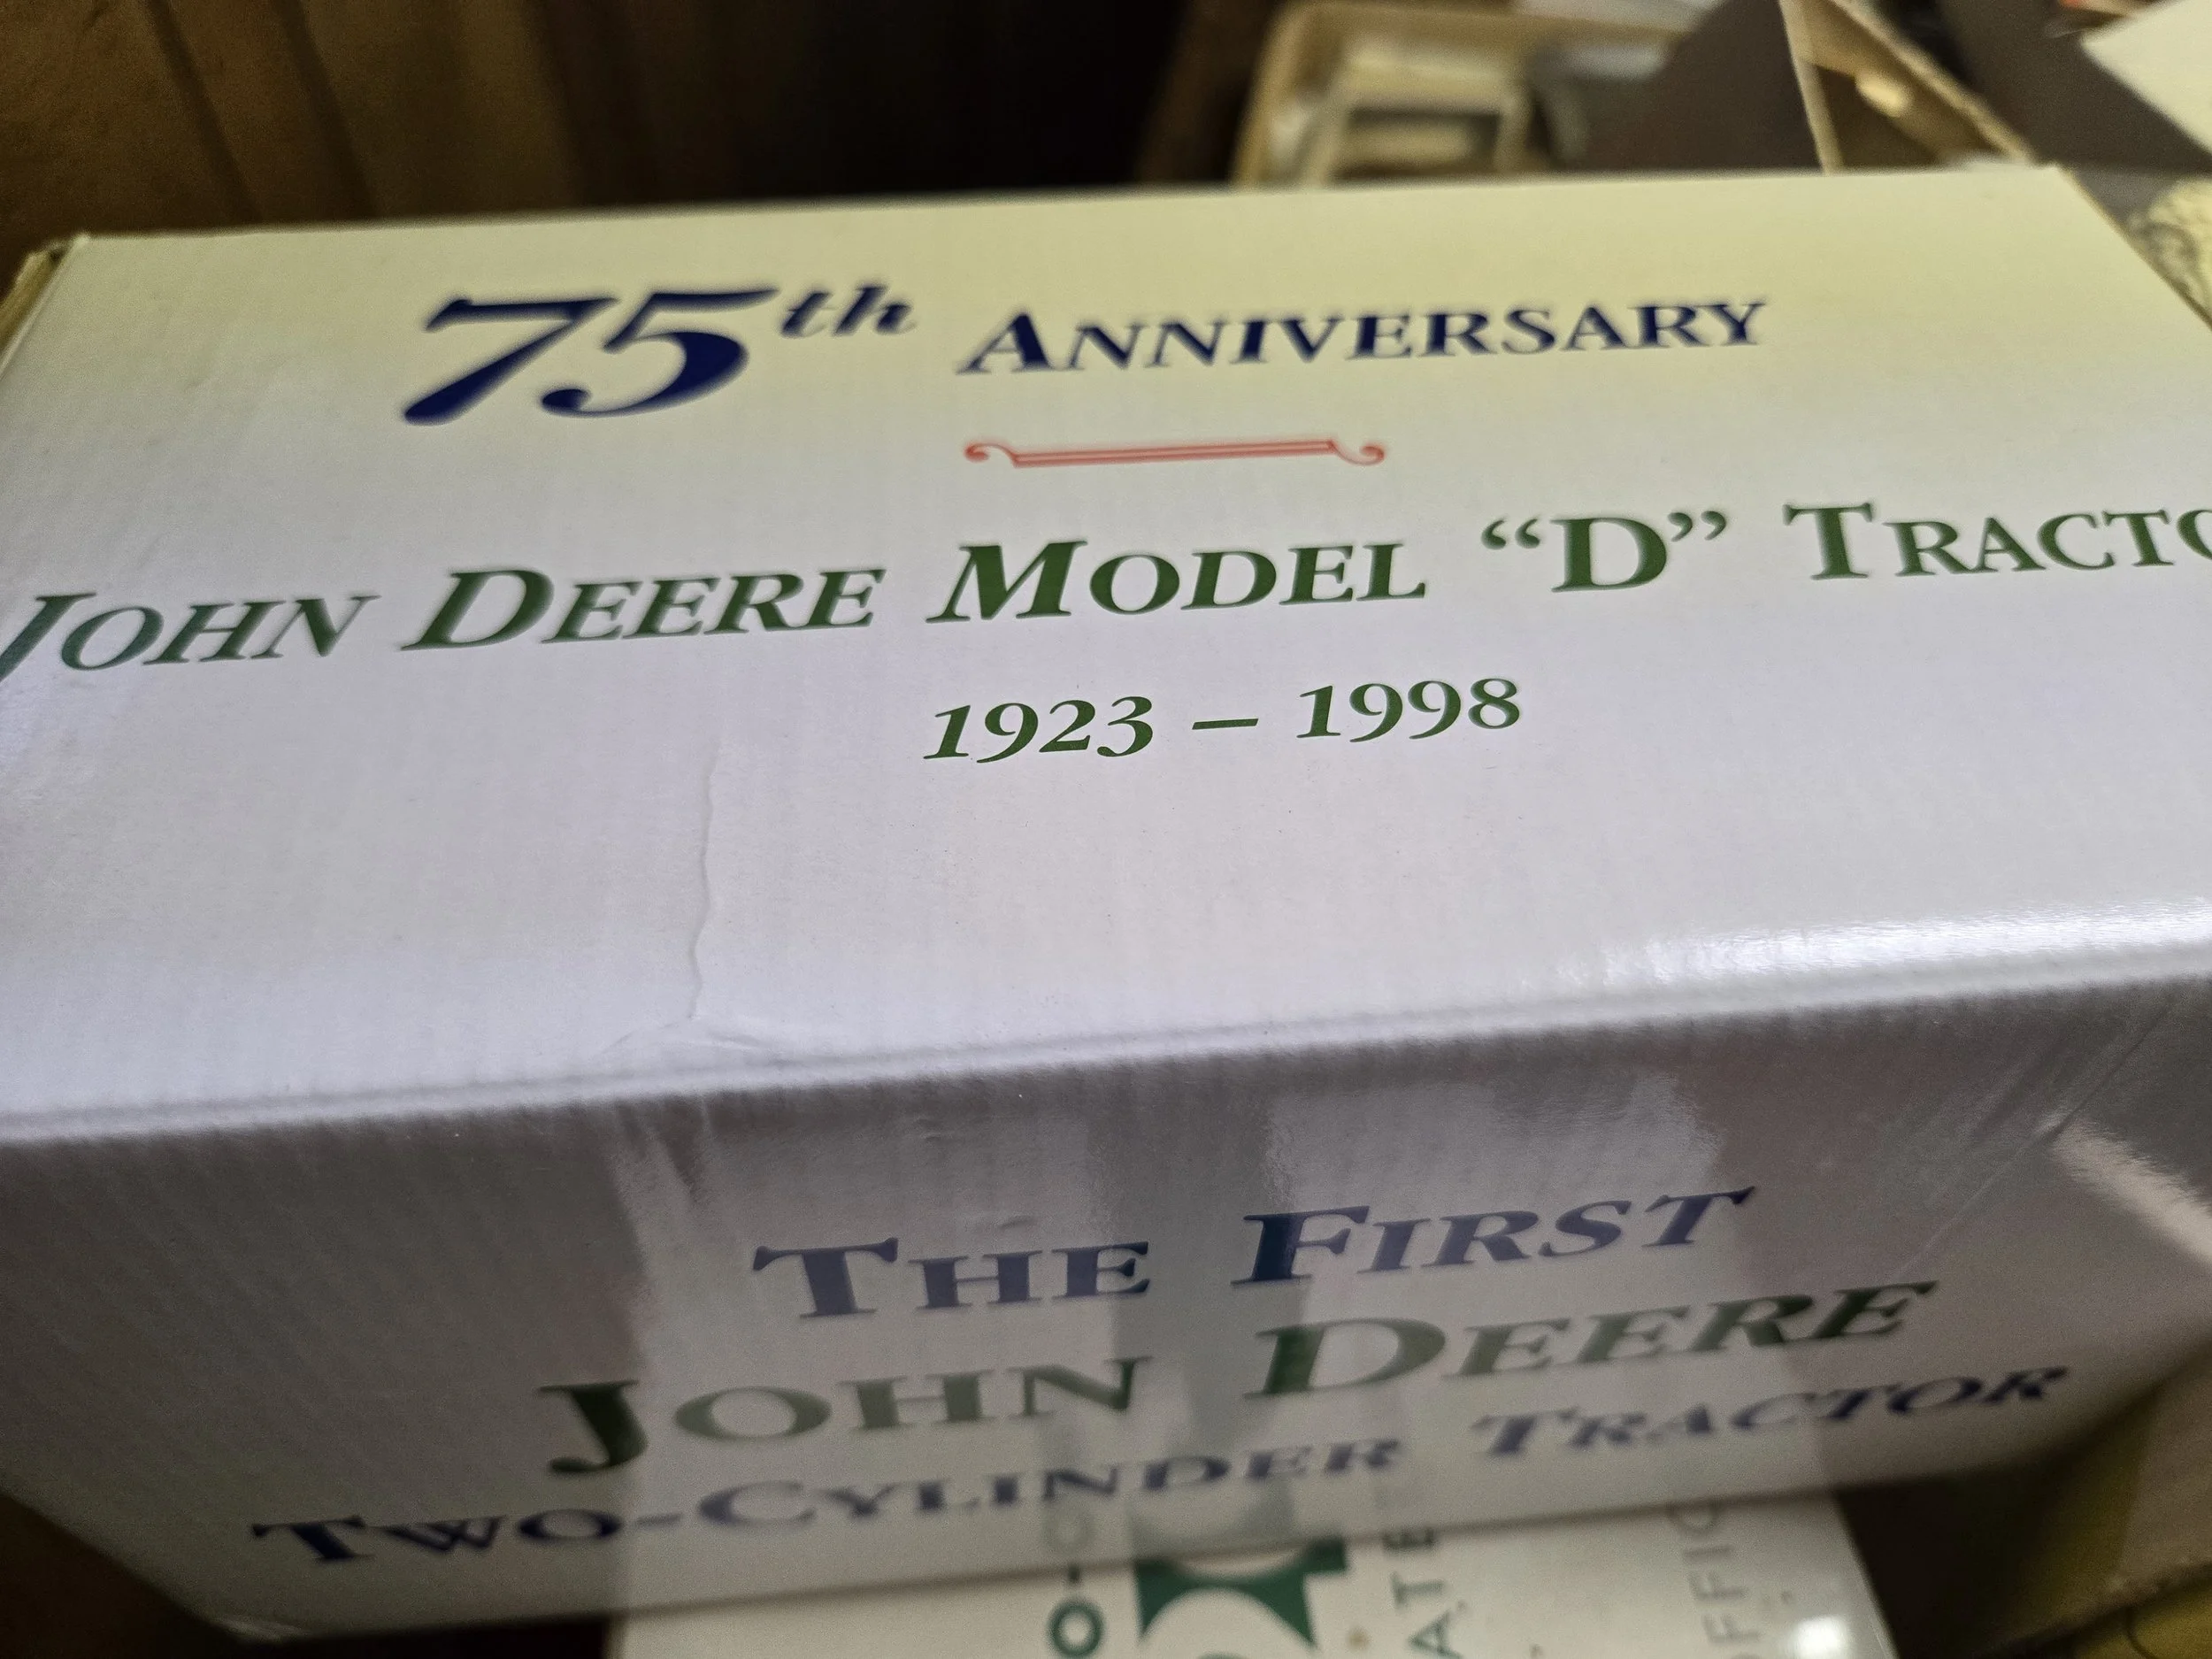 75th ANNIVERSARY
JOHN DEERE MODEL “D” TRACTO
1923 – 1998
THE FIRST
JOHN DEERE
TWO-CYLINDER TRACTOR